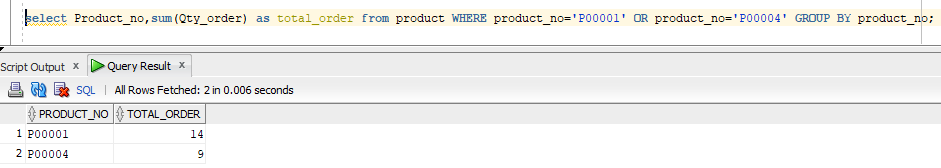 select Product_no,sum(Qty_order) as total_order from product WHERE product_no='P00001' OR product_no='P00004' GROUP BY product_no;
Script Output x Query Result x
SQL | All Rows Fetched: 2 in 0.006 seconds
PRODUCT_NO TOTAL_ORDER
1 P00001 14
2 P00004 9